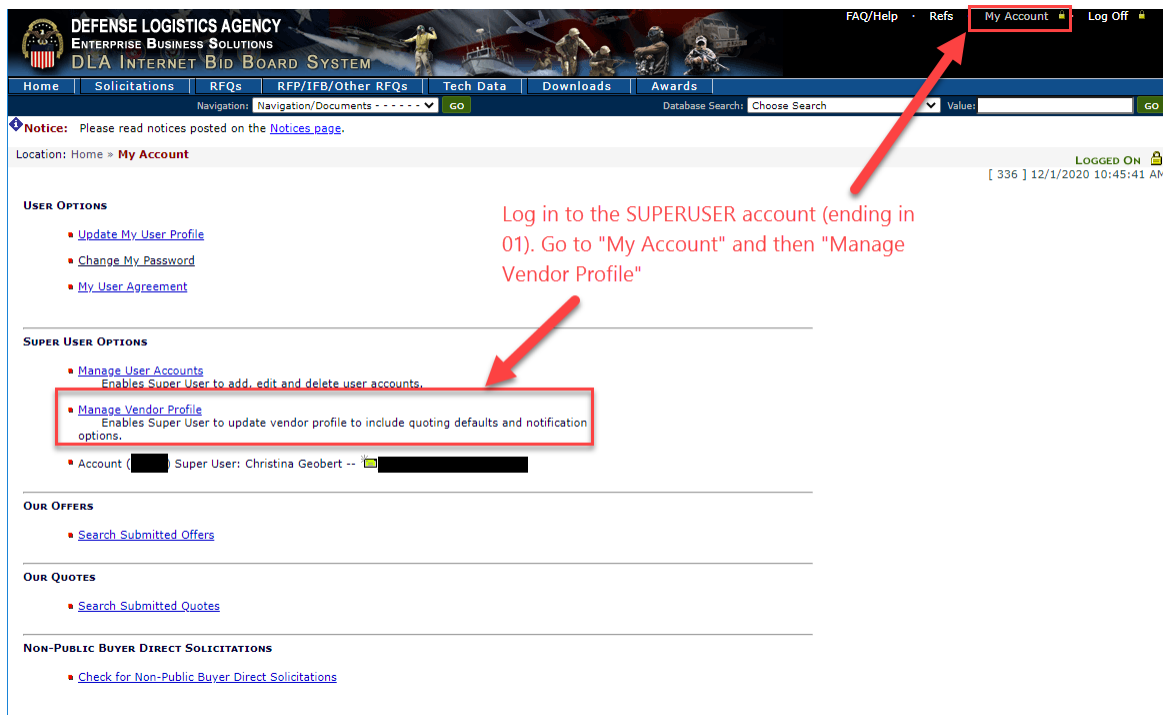 DEFENSE LOGISTICS AGENCY
ENTERPRISE BUSINESS SOLUTIONS
DLA INTERNET BID BOARD SYSTEM
FAQ/Help · Refs My Account · Log Off
Home Solicitations RFQs RFP/IFB/Other RFQs Tech Data Downloads Awards
Navigation: Navigation/Documents - - - - - - GO Database Search: Choose Search Value: GO
Notice: Please read notices posted on the Notices page.
Location: Home » My Account
LOGGED ON
[ 336 ] 12/1/2020 10:45:41 AM
USER OPTIONS
Update My User Profile
Change My Password
My User Agreement
Log in to the SUPERUSER account (ending in
01). Go to "My Account" and then "Manage
Vendor Profile"
SUPER USER OPTIONS
Manage User Accounts
Enables Super User to add, edit and delete user accounts.
Manage Vendor Profile
Enables Super User to update vendor profile to include quoting defaults and notification
options.
Account ( ) Super User: Christina Geobert --
OUR OFFERS
Search Submitted Offers
OUR QUOTES
Search Submitted Quotes
NON-PUBLIC BUYER DIRECT SOLICITATIONS
Check for Non-Public Buyer Direct Solicitations